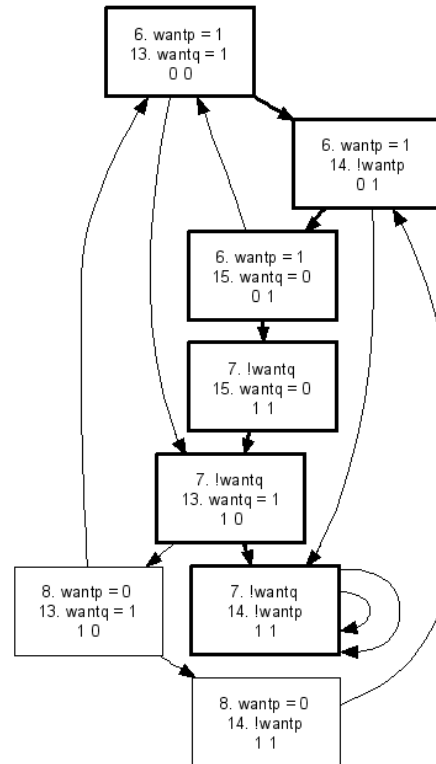 6. wantp = 1
13. wantq = 1
0 0
6. wantp = 1
14. !wantp
0 1
6. wantp = 1
15. wantq = 0
0 1
7. !wantq
15. wantq = 0
1 1
7. !wantq
13. wantq = 1
1 0
8. wantp = 0
13. wantq = 1
1 0
7. !wantq
14. !wantp
1 1
8. wantp = 0
14. !wantp
1 1